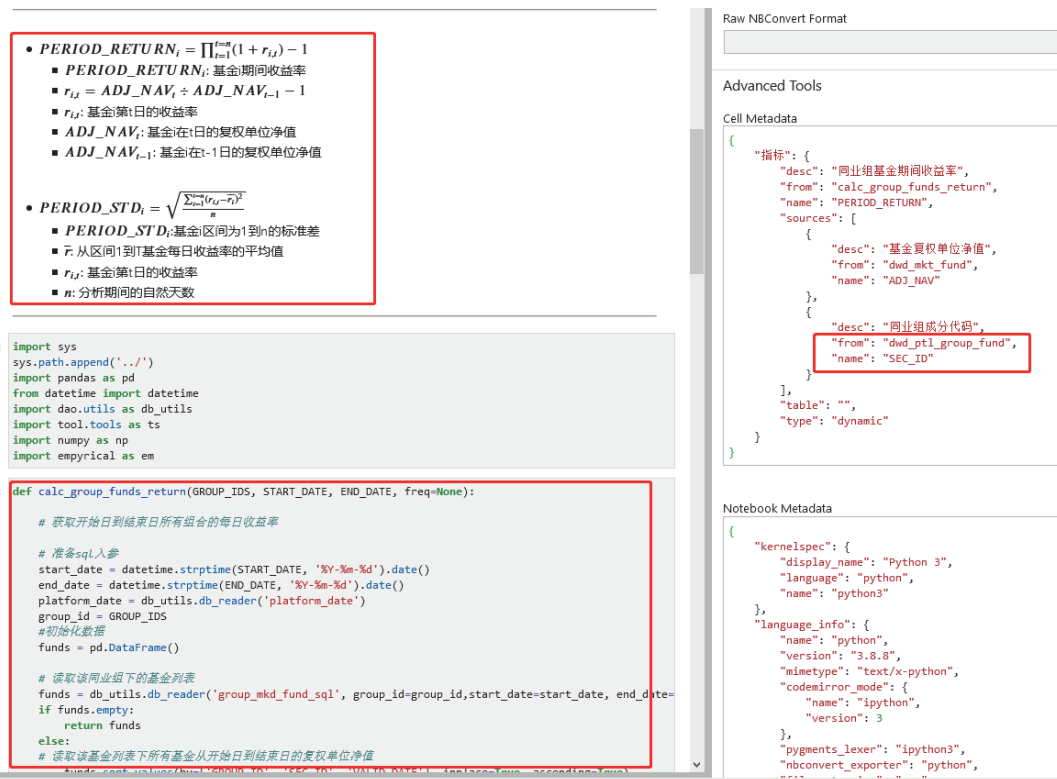 PERIOD_RETURNᵢ = ∏ₜ₌₁ᵗ⁼ⁿ(1 + rᵢ,ₜ) − 1
PERIOD_RETURNᵢ: 基金i期间收益率
rᵢ,ₜ = ADJ_NAVₜ ÷ ADJ_NAVₜ₋₁ − 1
rᵢ,ₜ: 基金i第t日的收益率
ADJ_NAVₜ: 基金i在t日的复权单位净值
ADJ_NAVₜ₋₁: 基金i在t-1日的复权单位净值
PERIOD_STDᵢ = √(∑ₜ₌₁ᵗ⁼ⁿ(rᵢ,ₜ−r̅ᵢ)²/n)
PERIOD_STDᵢ:基金i区间为1到n的标准差
r̅: 从区间1到T基金每日收益率的平均值
rᵢ,ₜ: 基金i第t日的收益率
n: 分析期间的自然天数
import sys
sys.path.append('../')
import pandas as pd
from datetime import datetime
import dao.utils as db_utils
import tool.tools as ts
import numpy as np
import empyrical as em
def calc_group_funds_return(GROUP_IDS, START_DATE, END_DATE, freq=None):
# 获取开始日到结束日所有组合的每日收益率
# 准备sql入参
start_date = datetime.strptime(START_DATE, '%Y-%m-%d').date()
end_date = datetime.strptime(END_DATE, '%Y-%m-%d').date()
platform_date = db_utils.db_reader('platform_date')
group_id = GROUP_IDS
#初始化数据
funds = pd.DataFrame()
# 读取该同业组下的基金列表
funds = db_utils.db_reader('group_mkd_fund_sql', group_id=group_id,start_date=start_date, end_date=
if funds.empty:
return funds
else:
# 读取该基金列表下所有基金从开始日到结束日的复权单位净值
Raw NBConvert Format
Advanced Tools
Cell Metadata
{
"指标": {
"desc": "同业组基金期间收益率",
"from": "calc_group_funds_return",
"name": "PERIOD_RETURN",
"sources": [
{
"desc": "基金复权单位净值",
"from": "dwd_mkt_fund",
"name": "ADJ_NAV"
},
{
"desc": "同业组成分代码",
"from": "dwd_ptl_group_fund",
"name": "SEC_ID"
}
],
"table": "",
"type": "dynamic"
}
}
Notebook Metadata
{
"kernelspec": {
"display_name": "Python 3",
"language": "python",
"name": "python3"
},
"language_info": {
"name": "python",
"version": "3.8.8",
"mimetype": "text/x-python",
"codemirror_mode": {
"name": "ipython",
"version": 3
},
"pygments_lexer": "ipython3",
"nbconvert_exporter": "python",